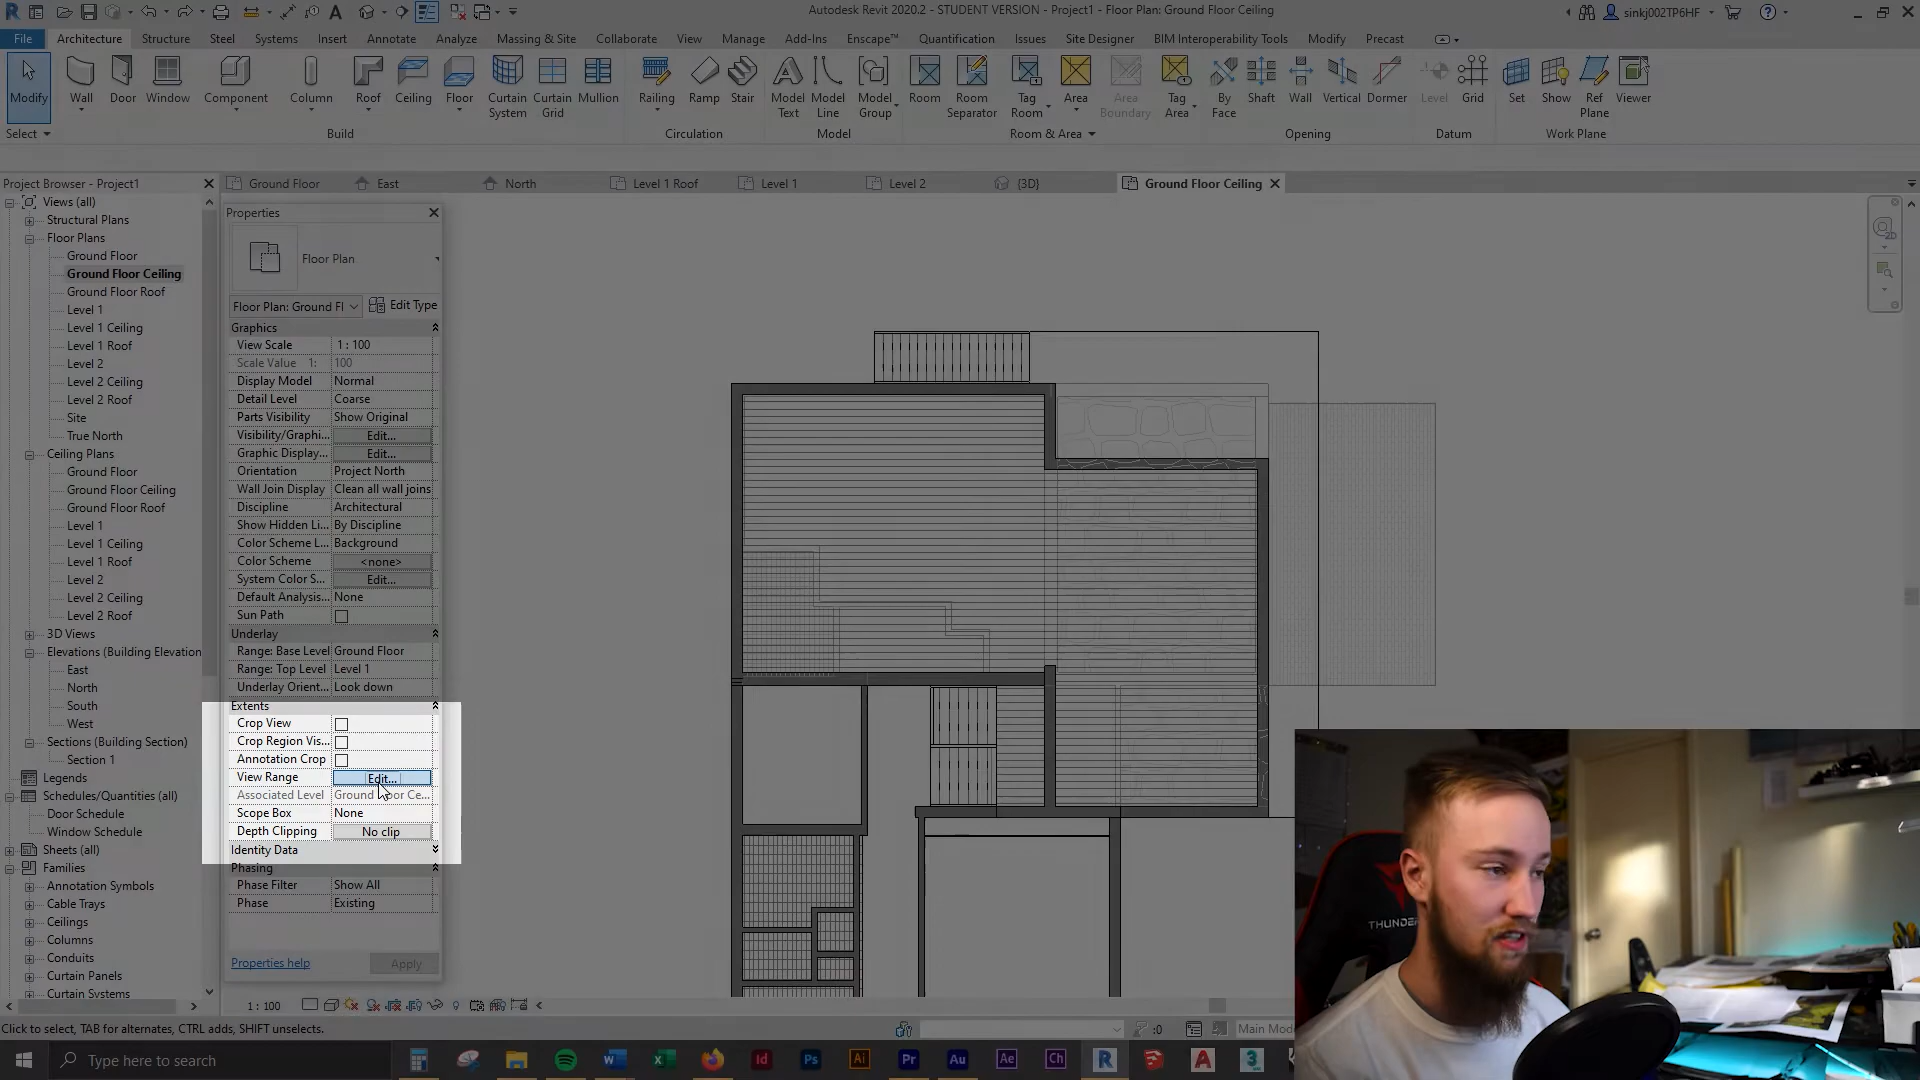 Autodesk Revit 2020.2 - STUDENT VERSION - Project1 - Floor Plan: Ground Floor Ceiling
sinkj002TP6HF
File Architecture Structure Steel Systems Insert Annotate Analyze Massing & Site Collaborate View Manage Add-Ins Enscape™ Quantification Issues Site Designer BIM Interoperability Tools Modify Precast
Modify Wall Door Window Component Column Roof Ceiling Floor Curtain System Curtain Grid Mullion Railing Ramp Stair Model Text Model Line Model Group Room Room Separator Tag Room Area Area Boundary Tag Area By Face Shaft Wall Vertical Dormer Level Grid Set Show Ref Plane Viewer
Select Build Circulation Model Room & Area Opening Datum Work Plane
Project Browser - Project1
Ground Floor East North Level 1 Roof Level 1 Level 2 {3D} Ground Floor Ceiling
Views (all)
Structural Plans
Floor Plans
Ground Floor
Ground Floor Ceiling
Ground Floor Roof
Level 1
Level 1 Ceiling
Level 1 Roof
Level 2
Level 2 Ceiling
Level 2 Roof
Site
True North
Ceiling Plans
Ground Floor
Ground Floor Ceiling
Ground Floor Roof
Level 1
Level 1 Ceiling
Level 1 Roof
Level 2
Level 2 Ceiling
Level 2 Roof
3D Views
Elevations (Building Elevation
East
North
South
West
Sections (Building Section)
Section 1
Legends
Schedules/Quantities (all)
Door Schedule
Window Schedule
Sheets (all)
Families
Annotation Symbols
Cable Trays
Ceilings
Columns
Conduits
Curtain Panels
Curtain Systems
Properties
Floor Plan
Floor Plan: Ground Fl Edit Type
Graphics
View Scale 1 : 100
Scale Value 1: 100
Display Model Normal
Detail Level Coarse
Parts Visibility Show Original
Visibility/Graphi... Edit...
Graphic Display... Edit...
Orientation Project North
Wall Join Display Clean all wall joins
Discipline Architectural
Show Hidden Li... By Discipline
Color Scheme L... Background
Color Scheme <none>
System Color S... Edit...
Default Analysis... None
Sun Path
Underlay
Range: Base Level Ground Floor
Range: Top Level Level 1
Underlay Orient... Look down
Extents
Crop View
Crop Region Vis...
Annotation Crop
View Range Edit...
Associated Level
Scope Box None
Depth Clipping No clip
Identity Data
Phasing
Phase Filter Show All
Phase Existing
Properties help Apply
1 : 100
Click to select, TAB for alternates, CTRL adds, SHIFT unselects.
:0
Type here to search
Id Ps Ai Pr Au Ae Ch R A 3
THUNDER